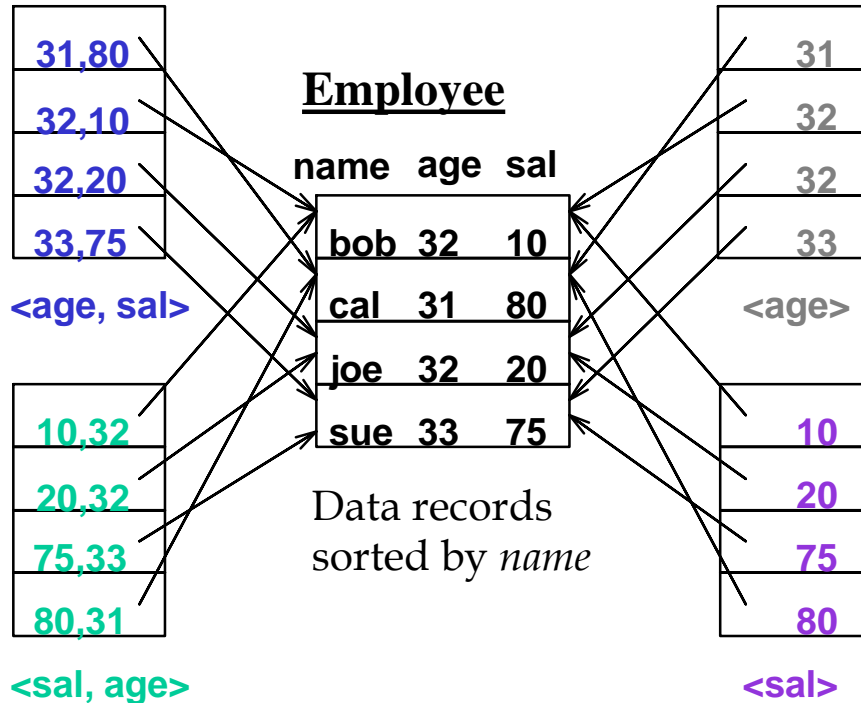 31,80
32,10
32,20
33,75
<age, sal>
10,32
20,32
75,33
80,31
<sal, age>
Employee
name age sal
bob 32 10
cal 31 80
joe 32 20
sue 33 75
Data records
sorted by name
31
32
32
33
<age>
10
20
75
80
<sal>